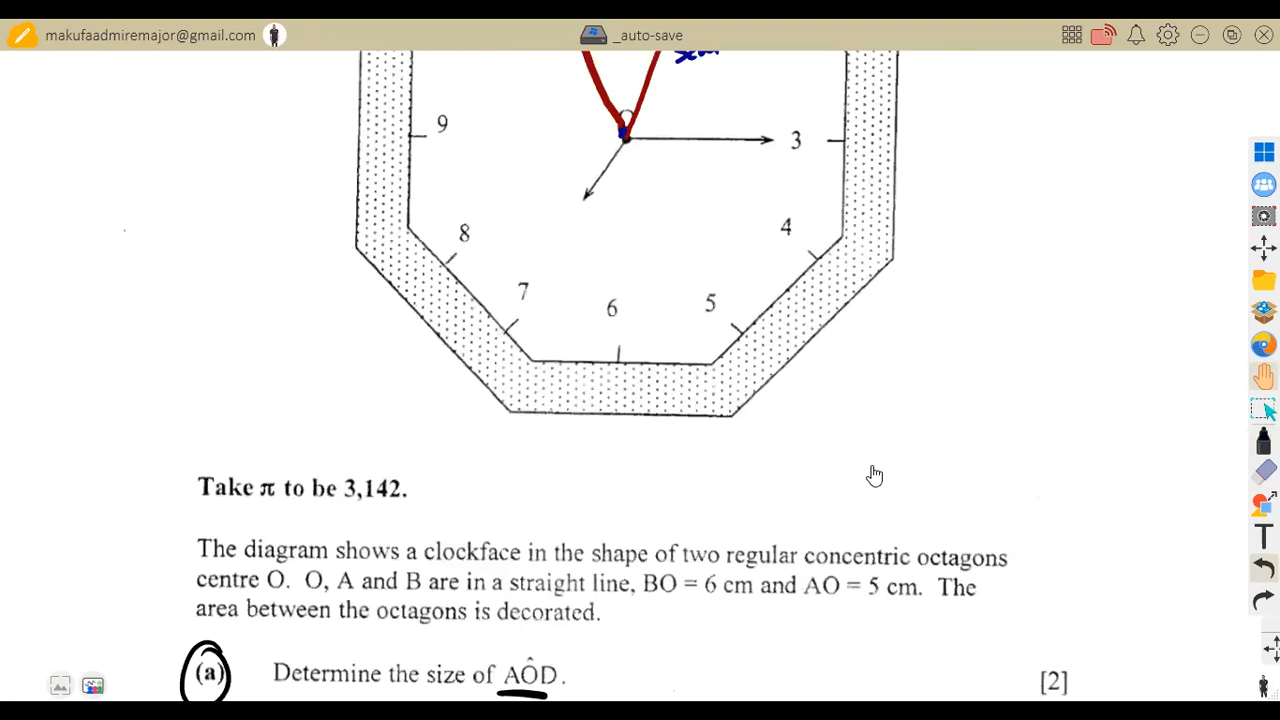 makufaadmiremajor@gmail.com
_auto-save
9
3
8
4
7
6
5
Take π to be 3,142.
The diagram shows a clockface in the shape of two regular concentric octagons
centre O. O, A and B are in a straight line, BO = 6 cm and AO = 5 cm. The
area between the octagons is decorated.
(a) Determine the size of AÔD. [2]
T